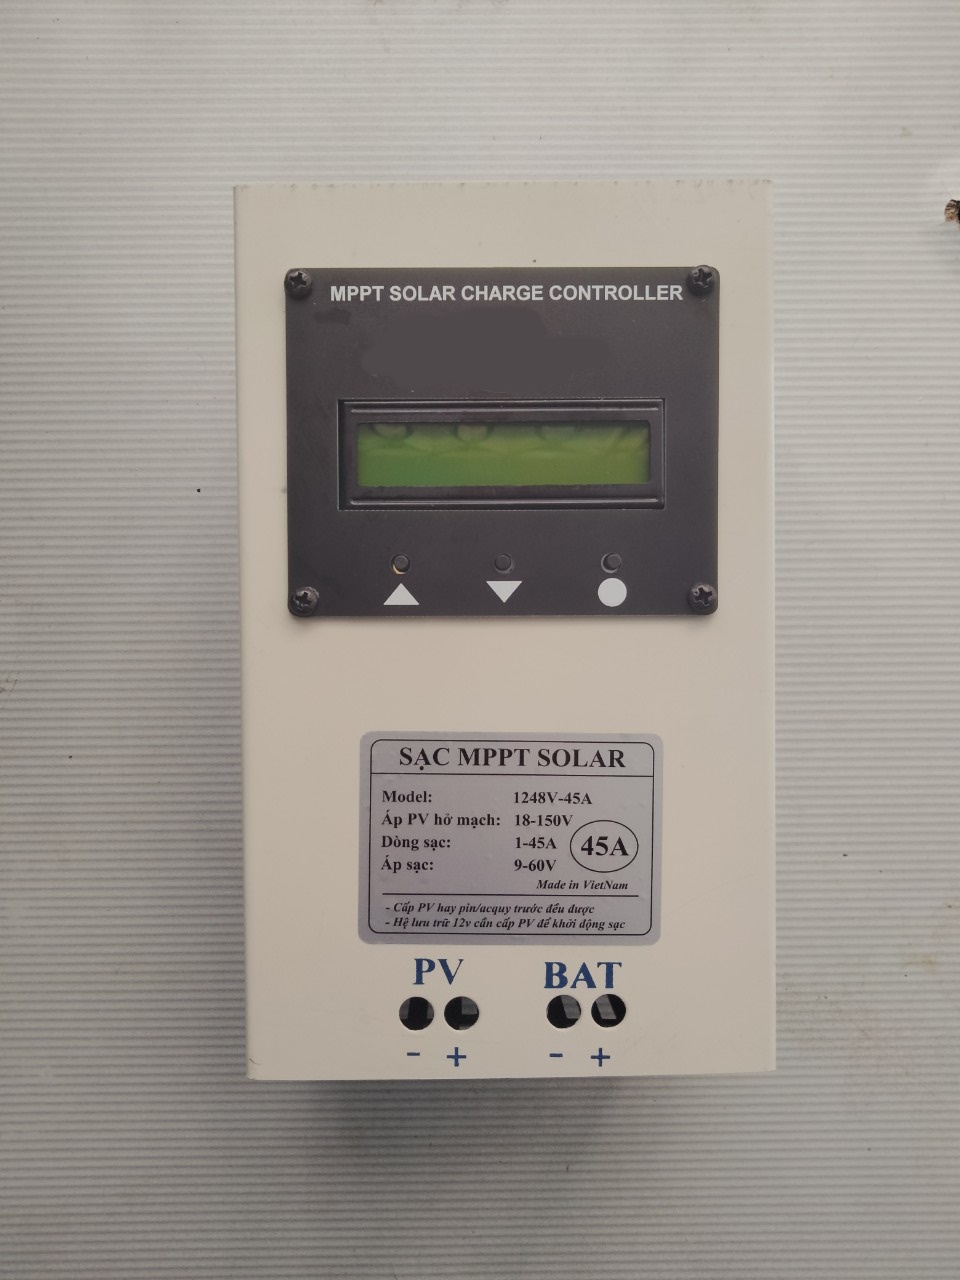 MPPT SOLAR CHARGE CONTROLLER
SẠC MPPT SOLAR
Model: 1248V-45A
Áp PV hở mạch: 18-150V
Dòng sạc: 1-45A
45A
Áp sạc: 9-60V
Made in VietNam
- Cấp PV hay pin/acquy trước đều được
- Hệ lưu trữ 12v cần cấp PV để khởi động sạc
PV BAT
- + - +